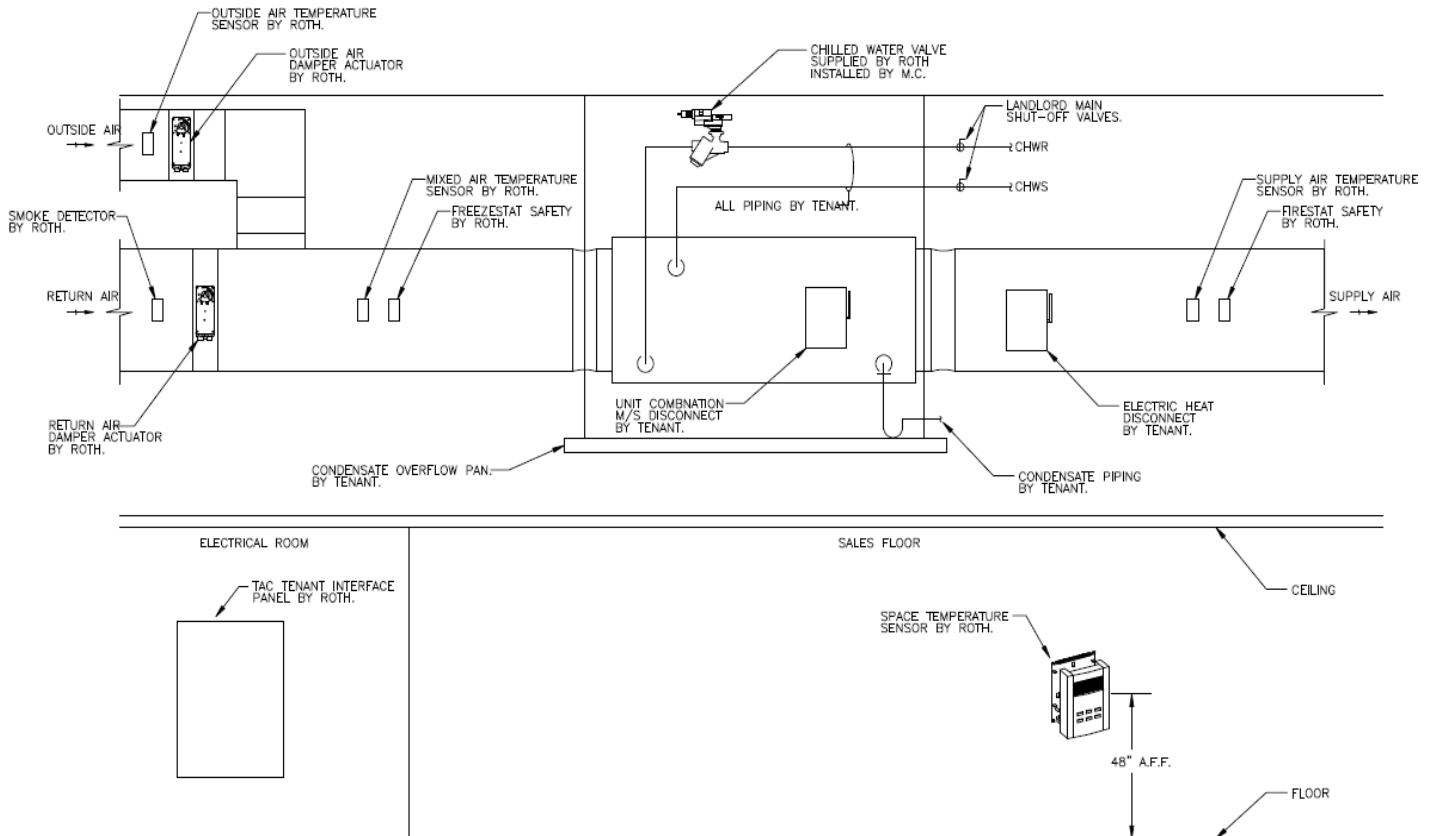 OUTSIDE AIR TEMPERATURE
SENSOR BY ROTH.
OUTSIDE AIR
DAMPER ACTUATOR
BY ROTH.
CHILLED WATER VALVE
SUPPLIED BY ROTH
INSTALLED BY M.C.
LANDLORD MAIN
SHUT-OFF VALVES.
OUTSIDE AIR
CHWR
CHWS
MIXED AIR TEMPERATURE
SENSOR BY ROTH.
FREEZESTAT SAFETY
BY ROTH.
ALL PIPING BY TENANT.
SUPPLY AIR TEMPERATURE
SENSOR BY ROTH.
FIRESTAT SAFETY
BY ROTH.
SMOKE DETECTOR
BY ROTH.
RETURN AIR
SUPPLY AIR
RETURN AIR
DAMPER ACTUATOR
BY ROTH.
UNIT COMBNATION
M/S DISCONNECT
BY TENANT.
ELECTRIC HEAT
DISCONNECT
BY TENANT.
CONDENSATE OVERFLOW PAN.
BY TENANT.
CONDENSATE PIPING
BY TENANT.
ELECTRICAL ROOM
SALES FLOOR
TAC TENANT INTERFACE
PANEL BY ROTH.
CEILING
SPACE TEMPERATURE
SENSOR BY ROTH.
48" A.F.F.
FLOOR